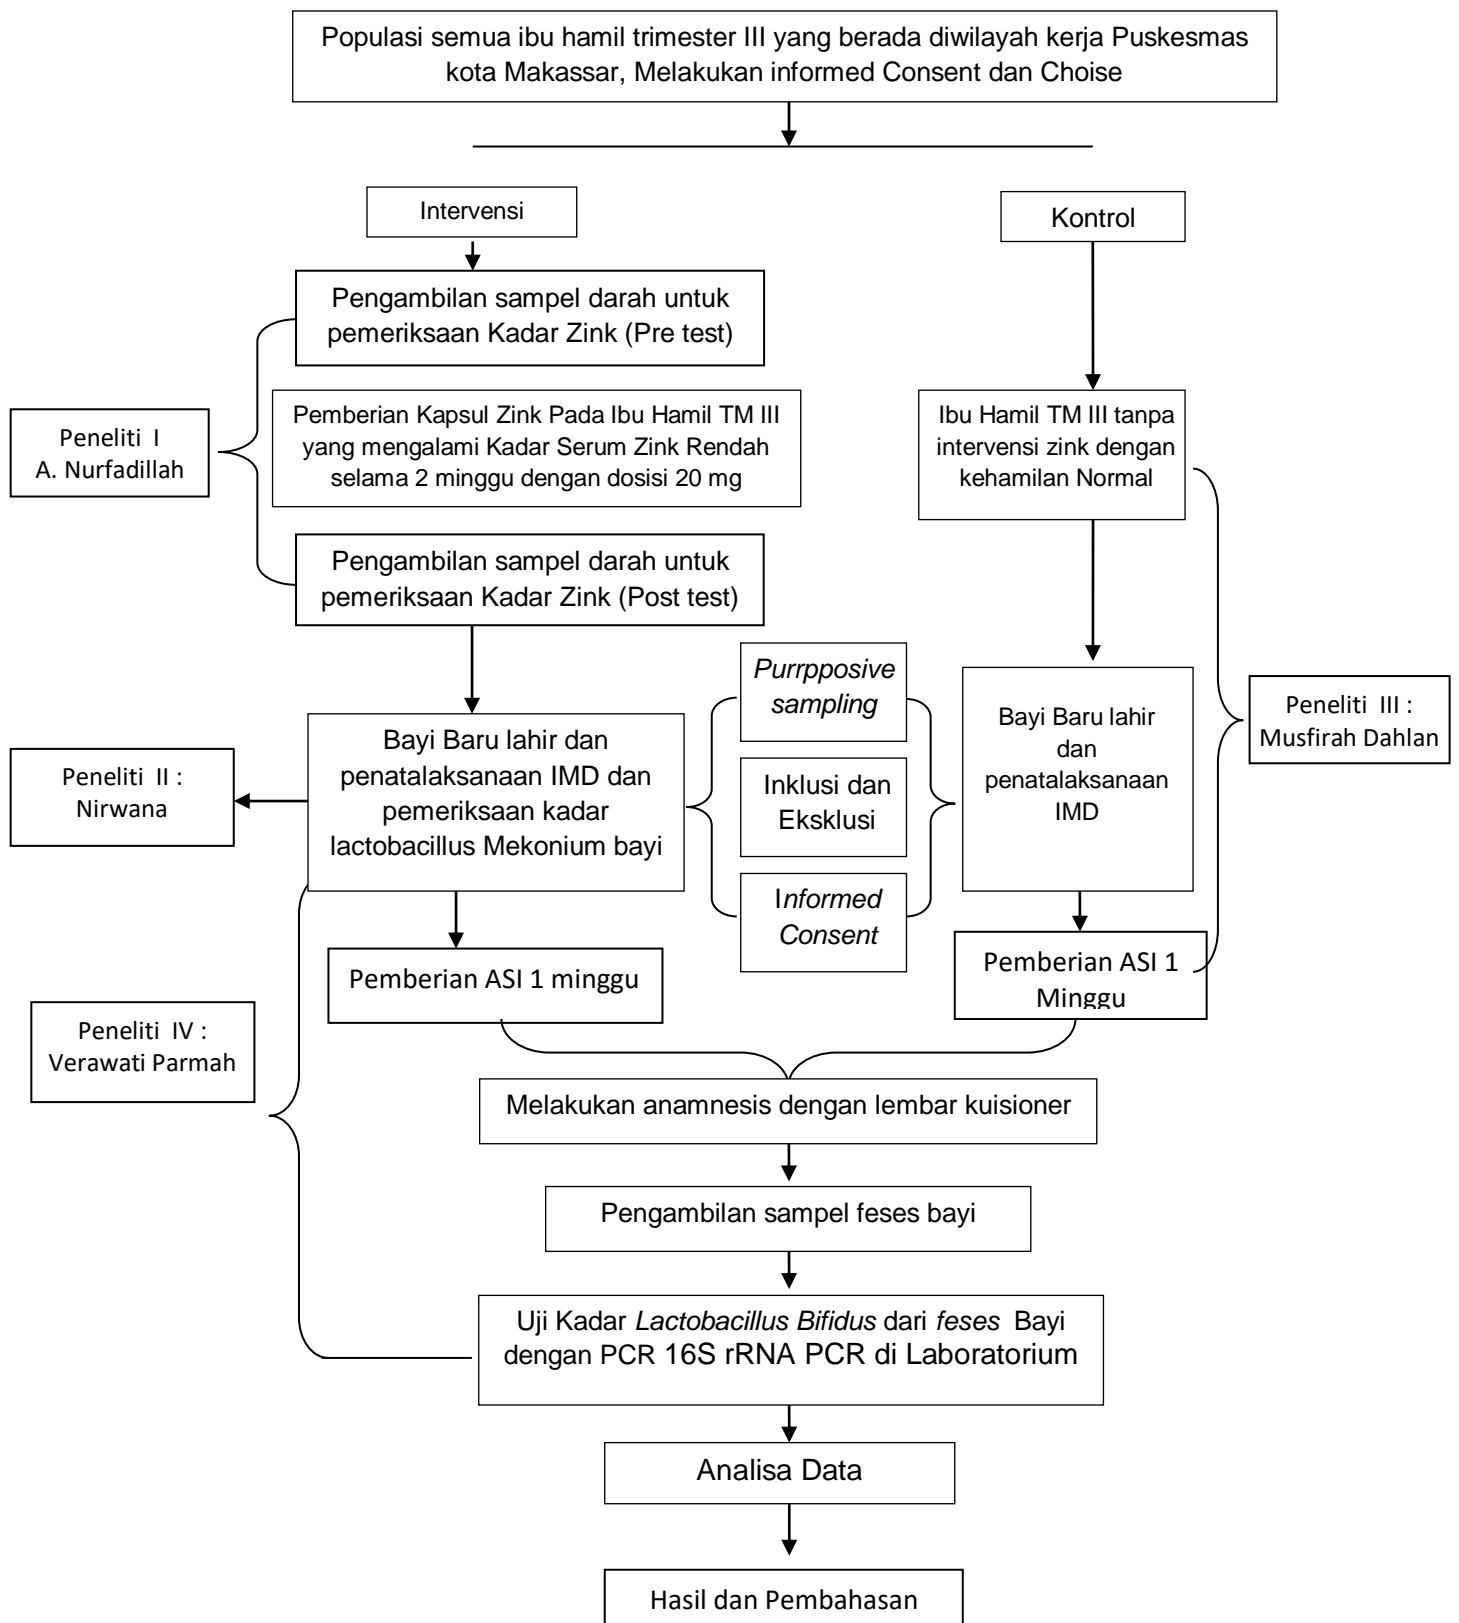 Populasi semua ibu hamil trimester III yang berada diwilayah kerja Puskesmas
kota Makassar, Melakukan informed Consent dan Choise
Intervensi
Kontrol
Pengambilan sampel darah untuk
pemeriksaan Kadar Zink (Pre test)
Peneliti I
A. Nurfadillah
Pemberian Kapsul Zink Pada Ibu Hamil TM III
yang mengalami Kadar Serum Zink Rendah
selama 2 minggu dengan dosisi 20 mg
Ibu Hamil TM III tanpa
intervensi zink dengan
kehamilan Normal
Pengambilan sampel darah untuk
pemeriksaan Kadar Zink (Post test)
Peneliti II :
Nirwana
Bayi Baru lahir dan
penatalaksanaan IMD dan
pemeriksaan kadar
lactobacillus Mekonium bayi
Purrpposive
sampling
Inklusi dan
Eksklusi
Informed
Consent
Bayi Baru lahir
dan
penatalaksanaan
IMD
Peneliti III :
Musfirah Dahlan
Pemberian ASI 1 minggu
Pemberian ASI 1
Minggu
Peneliti IV :
Verawati Parmah
Melakukan anamnesis dengan lembar kuisioner
Pengambilan sampel feses bayi
Uji Kadar Lactobacillus Bifidus dari feses Bayi
dengan PCR 16S rRNA PCR di Laboratorium
Analisa Data
Hasil dan Pembahasan